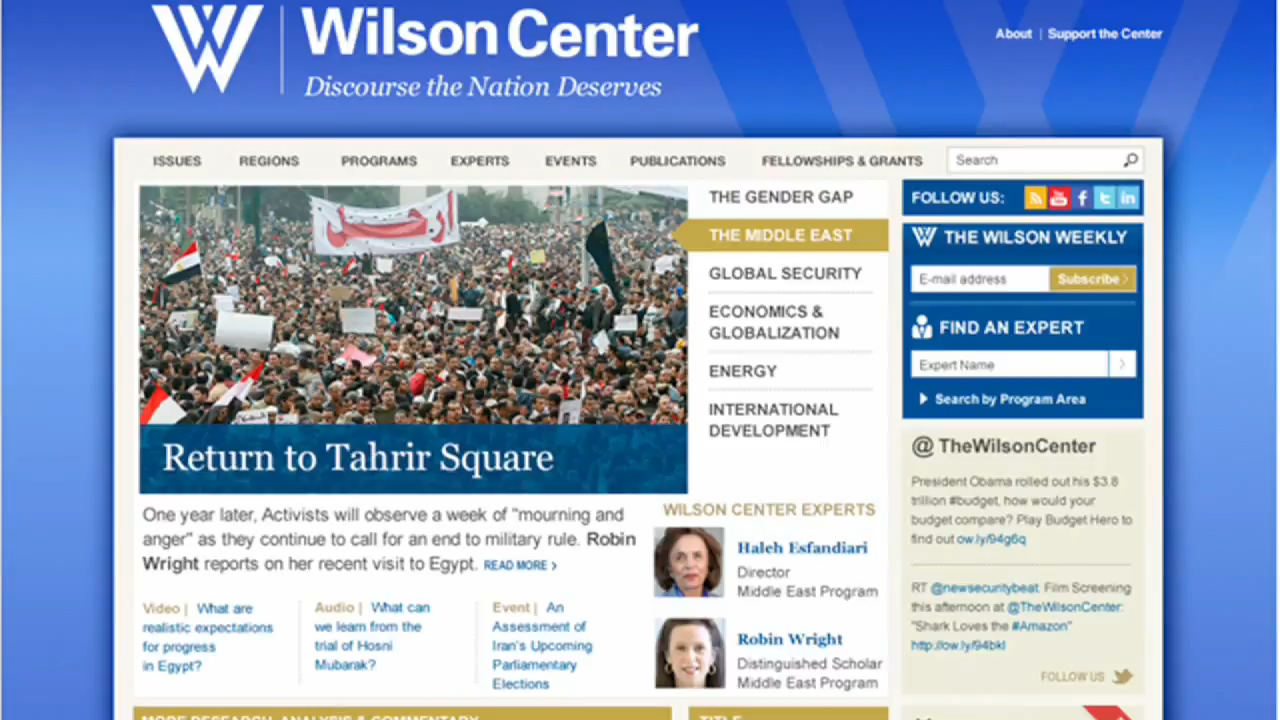 Wilson Center
Discourse the Nation Deserves
About | Support the Center
ISSUES REGIONS PROGRAMS EXPERTS EVENTS PUBLICATIONS FELLOWSHIPS & GRANTS
Search
ارحل
Return to Tahrir Square
One year later, Activists will observe a week of "mourning and
anger" as they continue to call for an end to military rule. Robin
Wright reports on her recent visit to Egypt. READ MORE >
Video | What are
realistic expectations
for progress
in Egypt?
Audio | What can
we learn from the
trial of Hosni
Mubarak?
Event | An
Assessment of
Iran's Upcoming
Parliamentary
Elections
THE GENDER GAP
THE MIDDLE EAST
GLOBAL SECURITY
ECONOMICS &
GLOBALIZATION
ENERGY
INTERNATIONAL
DEVELOPMENT
WILSON CENTER EXPERTS
Haleh Esfandiari
Director
Middle East Program
Robin Wright
Distinguished Scholar
Middle East Program
FOLLOW US:
THE WILSON WEEKLY
E-mail address
Subscribe >
FIND AN EXPERT
Expert Name
Search by Program Area
@ TheWilsonCenter
President Obama rolled out his $3.8
trillion #budget, how would your
budget compare? Play Budget Hero to
find out ow.ly/94g6q
RT @newsecuritybeat: Film Screening
this afternoon at @TheWilsonCenter:
"Shark Loves the #Amazon"
http://ow.ly/94bkl
FOLLOW US
MORE RESEARCH, ANALYSIS & COMMENTARY
TITLE